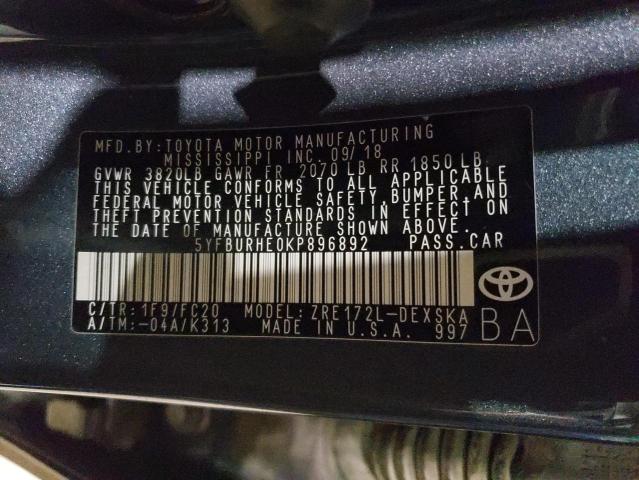 MFD.BY:TOYOTA MOTOR MANUFACTURING
MISSISSIPPI INC. 09/18
GVWR 3820LB GAWR FR 2070 LB RR 1850 LB
THIS VEHICLE CONFORMS TO ALL APPLICABLE
FEDERAL MOTOR VEHICLE SAFETY,BUMPER,AND
THEFT PREVENTION STANDARDS IN EFFECT ON
THE DATE OF MANUFACTURE SHOWN ABOVE.
5YFBURHE0KP896892 PASS.CAR
C/TR:1F9/FC20 MODEL:ZRE172L-DEXSKA
A/TM:-04A/K313 MADE IN U.S.A. 997
BA